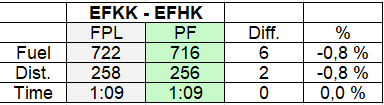 EFKK - EFHK
FPL PF Diff. %
Fuel 722 716 6 -0,8 %
Dist. 258 256 2 -0,8 %
Time 1:09 1:09 0 0,0 %